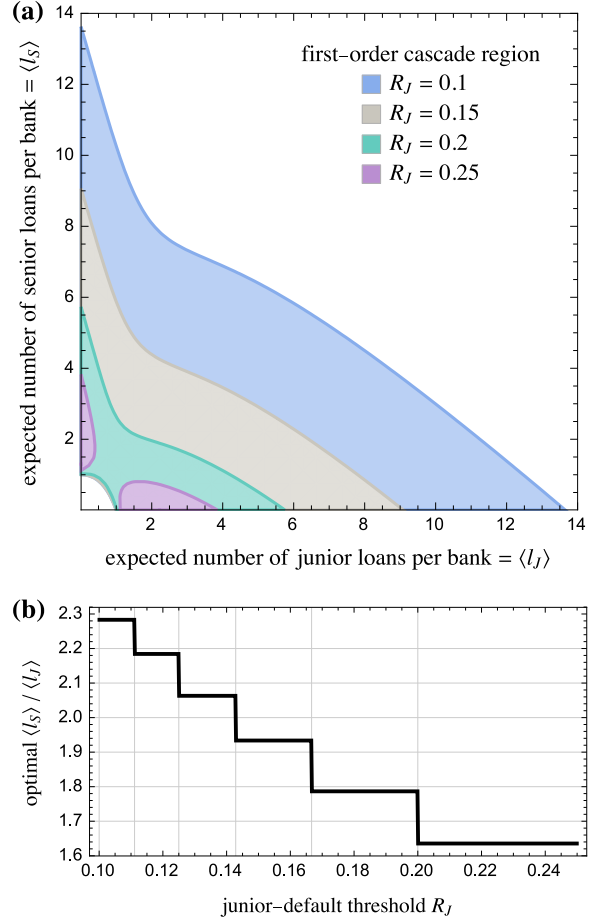 (a)
14
12
10
8
6
4
2
expected number of senior loans per bank = ⟨l_S⟩
first–order cascade region
R_J = 0.1
R_J = 0.15
R_J = 0.2
R_J = 0.25
2 4 6 8 10 12 14
expected number of junior loans per bank = ⟨l_J⟩
(b)
2.3
2.2
2.1
2.0
1.9
1.8
1.7
1.6
optimal ⟨l_S⟩ / ⟨l_J⟩
0.10 0.12 0.14 0.16 0.18 0.20 0.22 0.24
junior–default threshold R_J